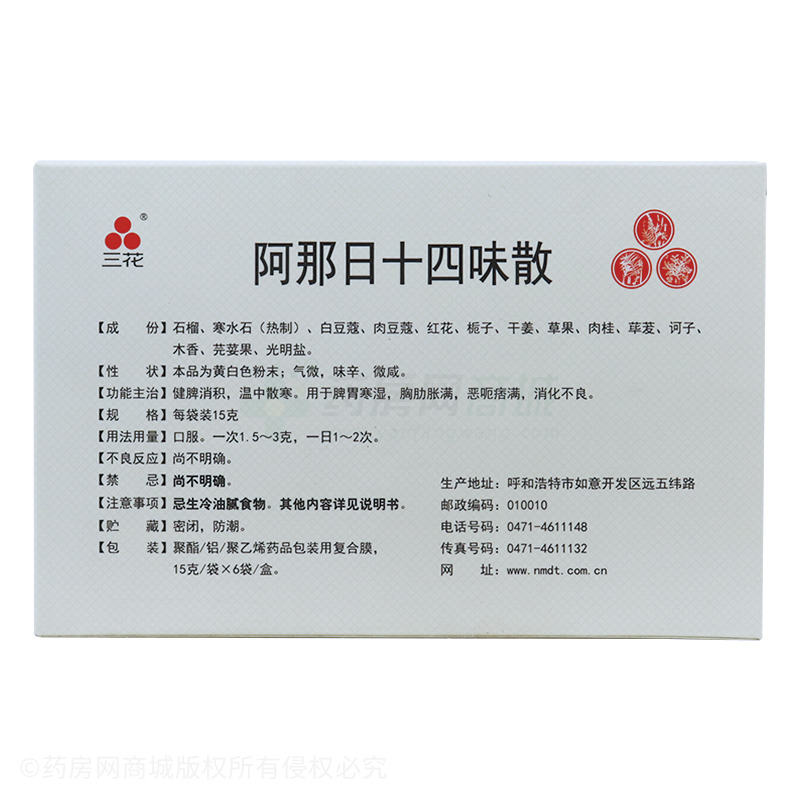 ®
三花
阿那日十四味散
【成 份】石榴、寒水石（热制）、白豆蔻、肉豆蔻、红花、栀子、干姜、草果、肉桂、荜茇、诃子、
木香、芫荽果、光明盐。
【性 状】本品为黄白色粉末；气微，味辛、微咸。
【功能主治】健脾消积，温中散寒。用于脾胃寒湿，胸肋胀满，恶呃痞满，消化不良。
【规 格】每袋装15克
【用法用量】口服。一次1.5～3克，一日1～2次。
【不良反应】尚不明确。
【禁 忌】尚不明确。
【注意事项】忌生冷油腻食物。其他内容详见说明书。
【贮 藏】密闭，防潮。
【包 装】聚酯/铝/聚乙烯药品包装用复合膜，
15克/袋×6袋/盒。
生产地址：呼和浩特市如意开发区远五纬路
邮政编码：010010
电话号码：0471-4611148
传真号码：0471-4611132
网 址：www.nmdt.com.cn
药房网商城
©药房网商城版权所有侵权必究